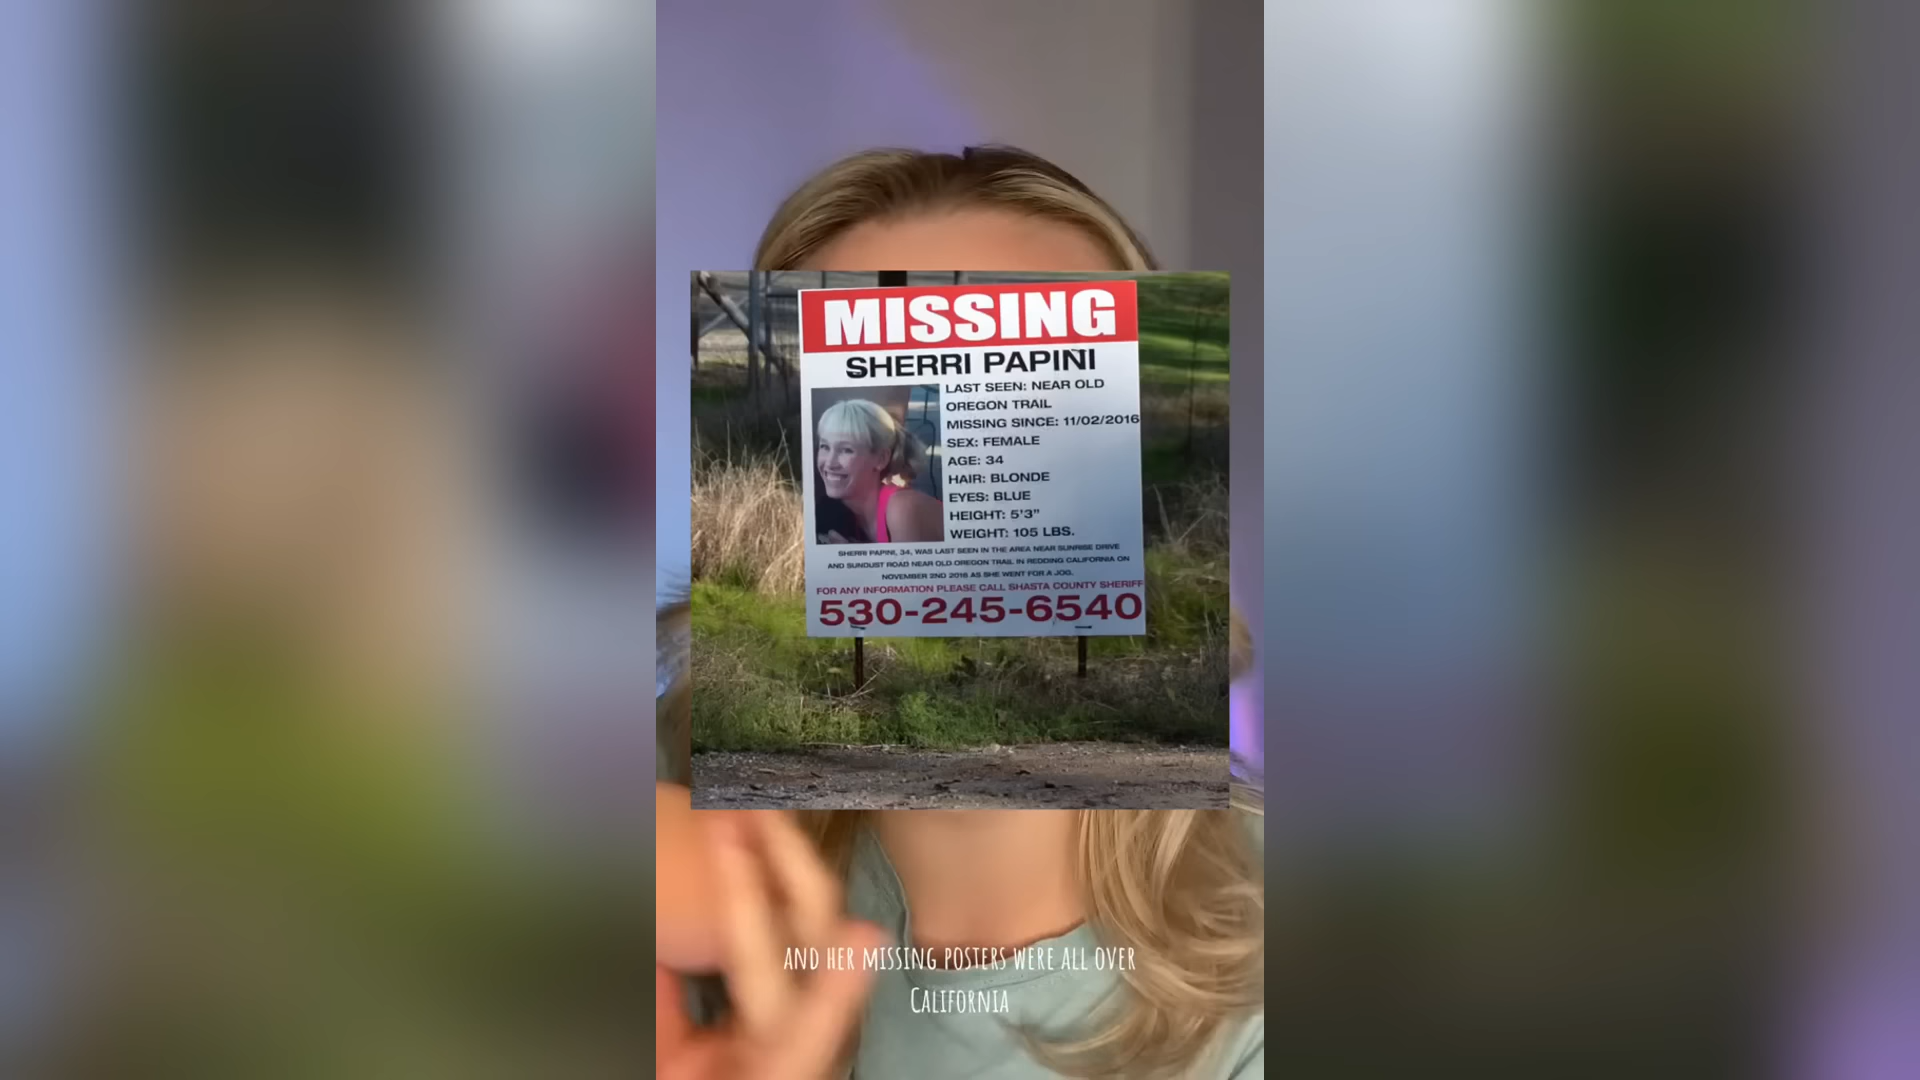 MISSING
SHERRI PAPINI
LAST SEEN: NEAR OLD
OREGON TRAIL
MISSING SINCE: 11/02/2016
SEX: FEMALE
AGE: 34
HAIR: BLONDE
EYES: BLUE
HEIGHT: 5'3"
WEIGHT: 105 LBS.
SHERRI PAPINI, 34, WAS LAST SEEN IN THE AREA NEAR SUNRISE DRIVE
AND SUNDUST ROAD NEAR OLD OREGON TRAIL IN REDDING CALIFORNIA ON
NOVEMBER 2ND 2016 AS SHE WENT FOR A JOG.
FOR ANY INFORMATION PLEASE CALL SHASTA COUNTY SHERIFF
530-245-6540
AND HER MISSING POSTERS WERE ALL OVER
CALIFORNIA